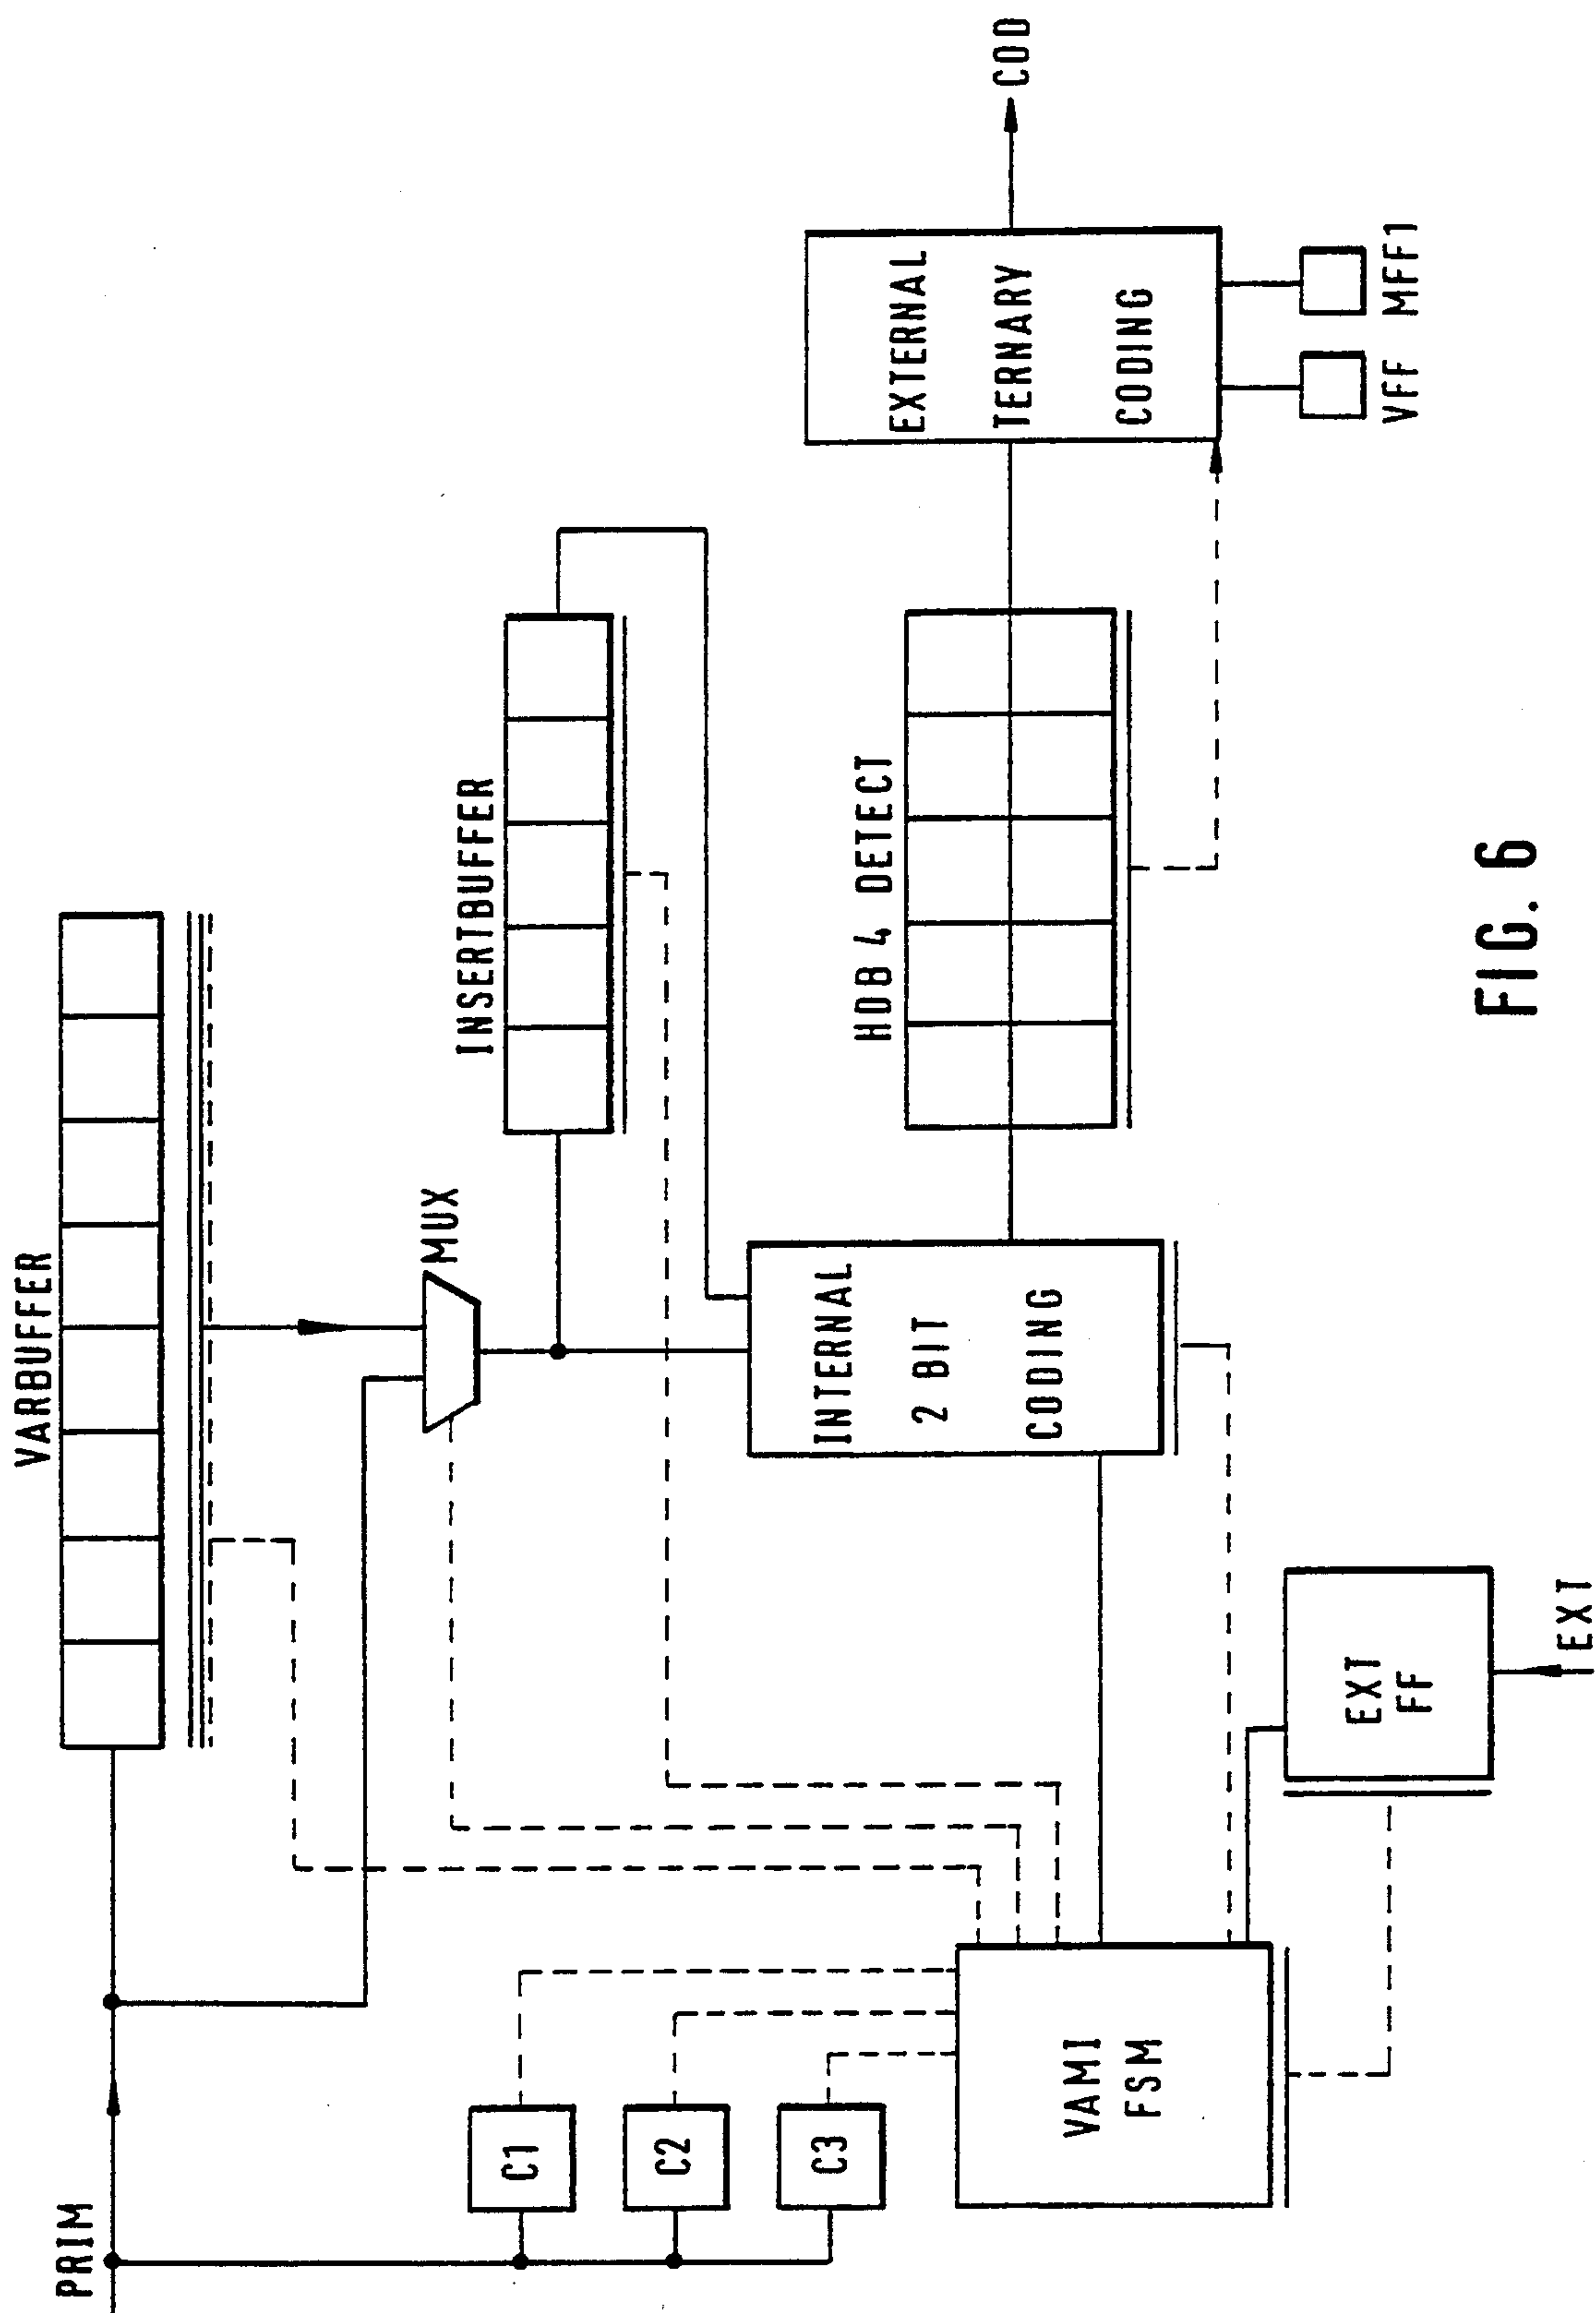 PRIM
VARBUFFER
MUX
INSERTBUFFER
C1
C2
C3
VAMI
FSM
INTERNAL
2 BIT
CODING
HDB 4 DETECT
EXTERNAL
TERNARY
CODING
COD
EXT
FF
EXT
VFF
MFF1
FIG. 6